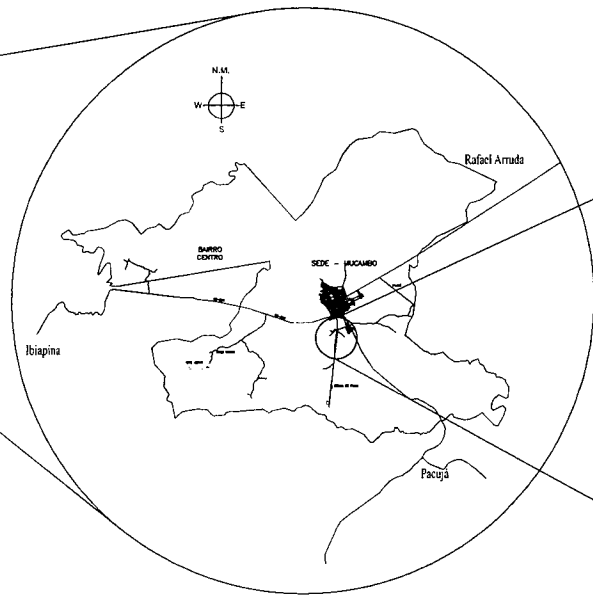 N.M.
W E
S
Rafael Arruda
BAIRRO
CENTRO
SEDE - MUCAMBO
Ibiapina
Pacujá